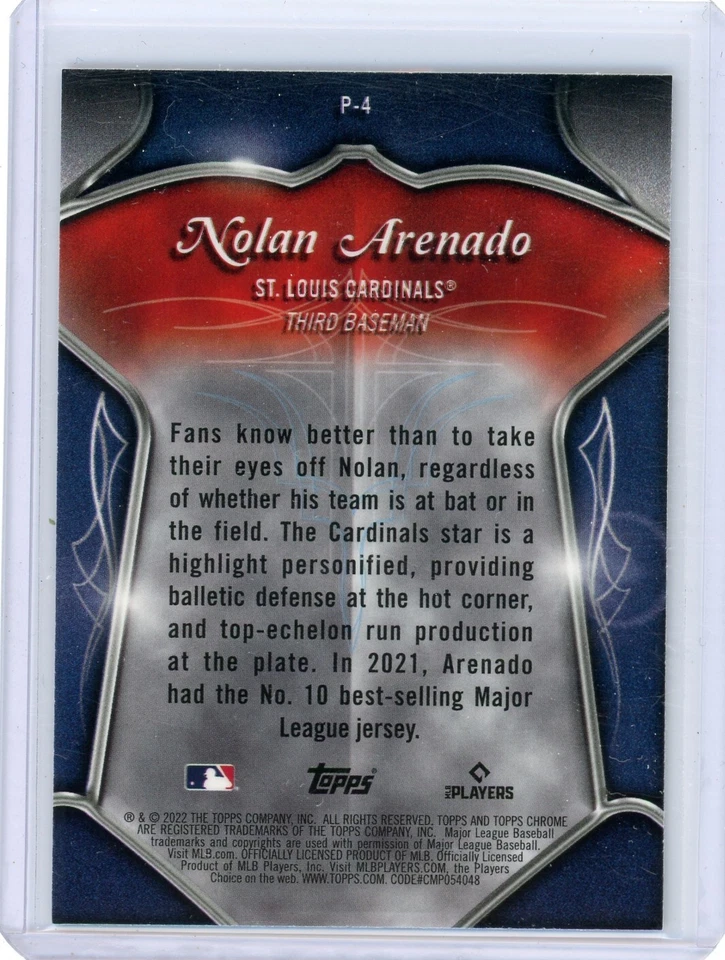 P-4
Nolan Arenado
ST. LOUIS CARDINALS®
THIRD BASEMAN
Fans know better than to take
their eyes off Nolan, regardless
of whether his team is at bat or in
the field. The Cardinals star is a
highlight personified, providing
balletic defense at the hot corner,
and top-echelon run production
at the plate. In 2021, Arenado
had the No. 10 best-selling Major
League jersey.
Topps®
MLB PLAYERS
® & © 2022 THE TOPPS COMPANY, INC. ALL RIGHTS RESERVED. TOPPS AND TOPPS CHROME
ARE REGISTERED TRADEMARKS OF THE TOPPS COMPANY, INC. Major League Baseball
trademarks and copyrights are used with permission of Major League Baseball.
Visit MLB.com. OFFICIALLY LICENSED PRODUCT OF MLB. Officially Licensed
Product of MLB Players, Inc. Visit MLBPLAYERS.COM, the Players
Choice on the web. WWW.TOPPS.COM. CODE#CMP054048